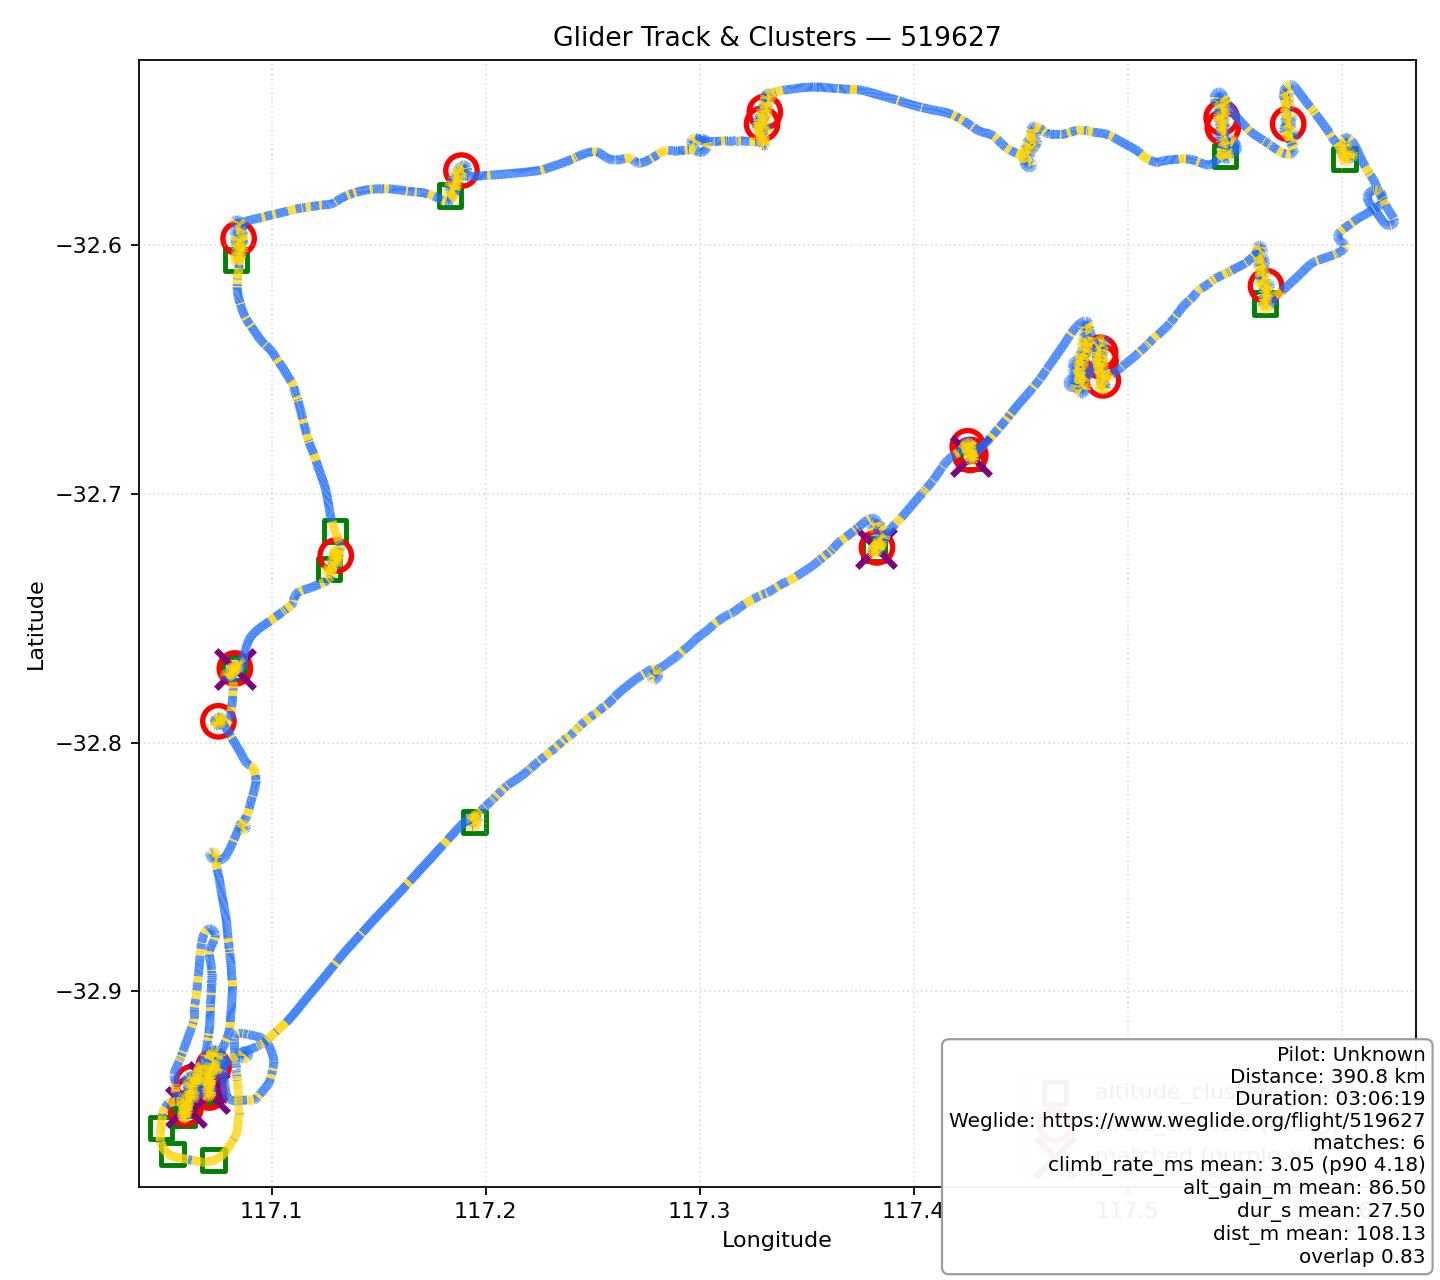 Glider Track & Clusters — 519627
−32.6
−32.7
−32.8
−32.9
Latitude
117.1
117.2
117.3
117.4
117.5
Longitude
altitude_clusters
matched (purple
Pilot: Unknown
Distance: 390.8 km
Duration: 03:06:19
Weglide: https://www.weglide.org/flight/519627
matches: 6
climb_rate_ms mean: 3.05 (p90 4.18)
alt_gain_m mean: 86.50
dur_s mean: 27.50
dist_m mean: 108.13
overlap 0.83